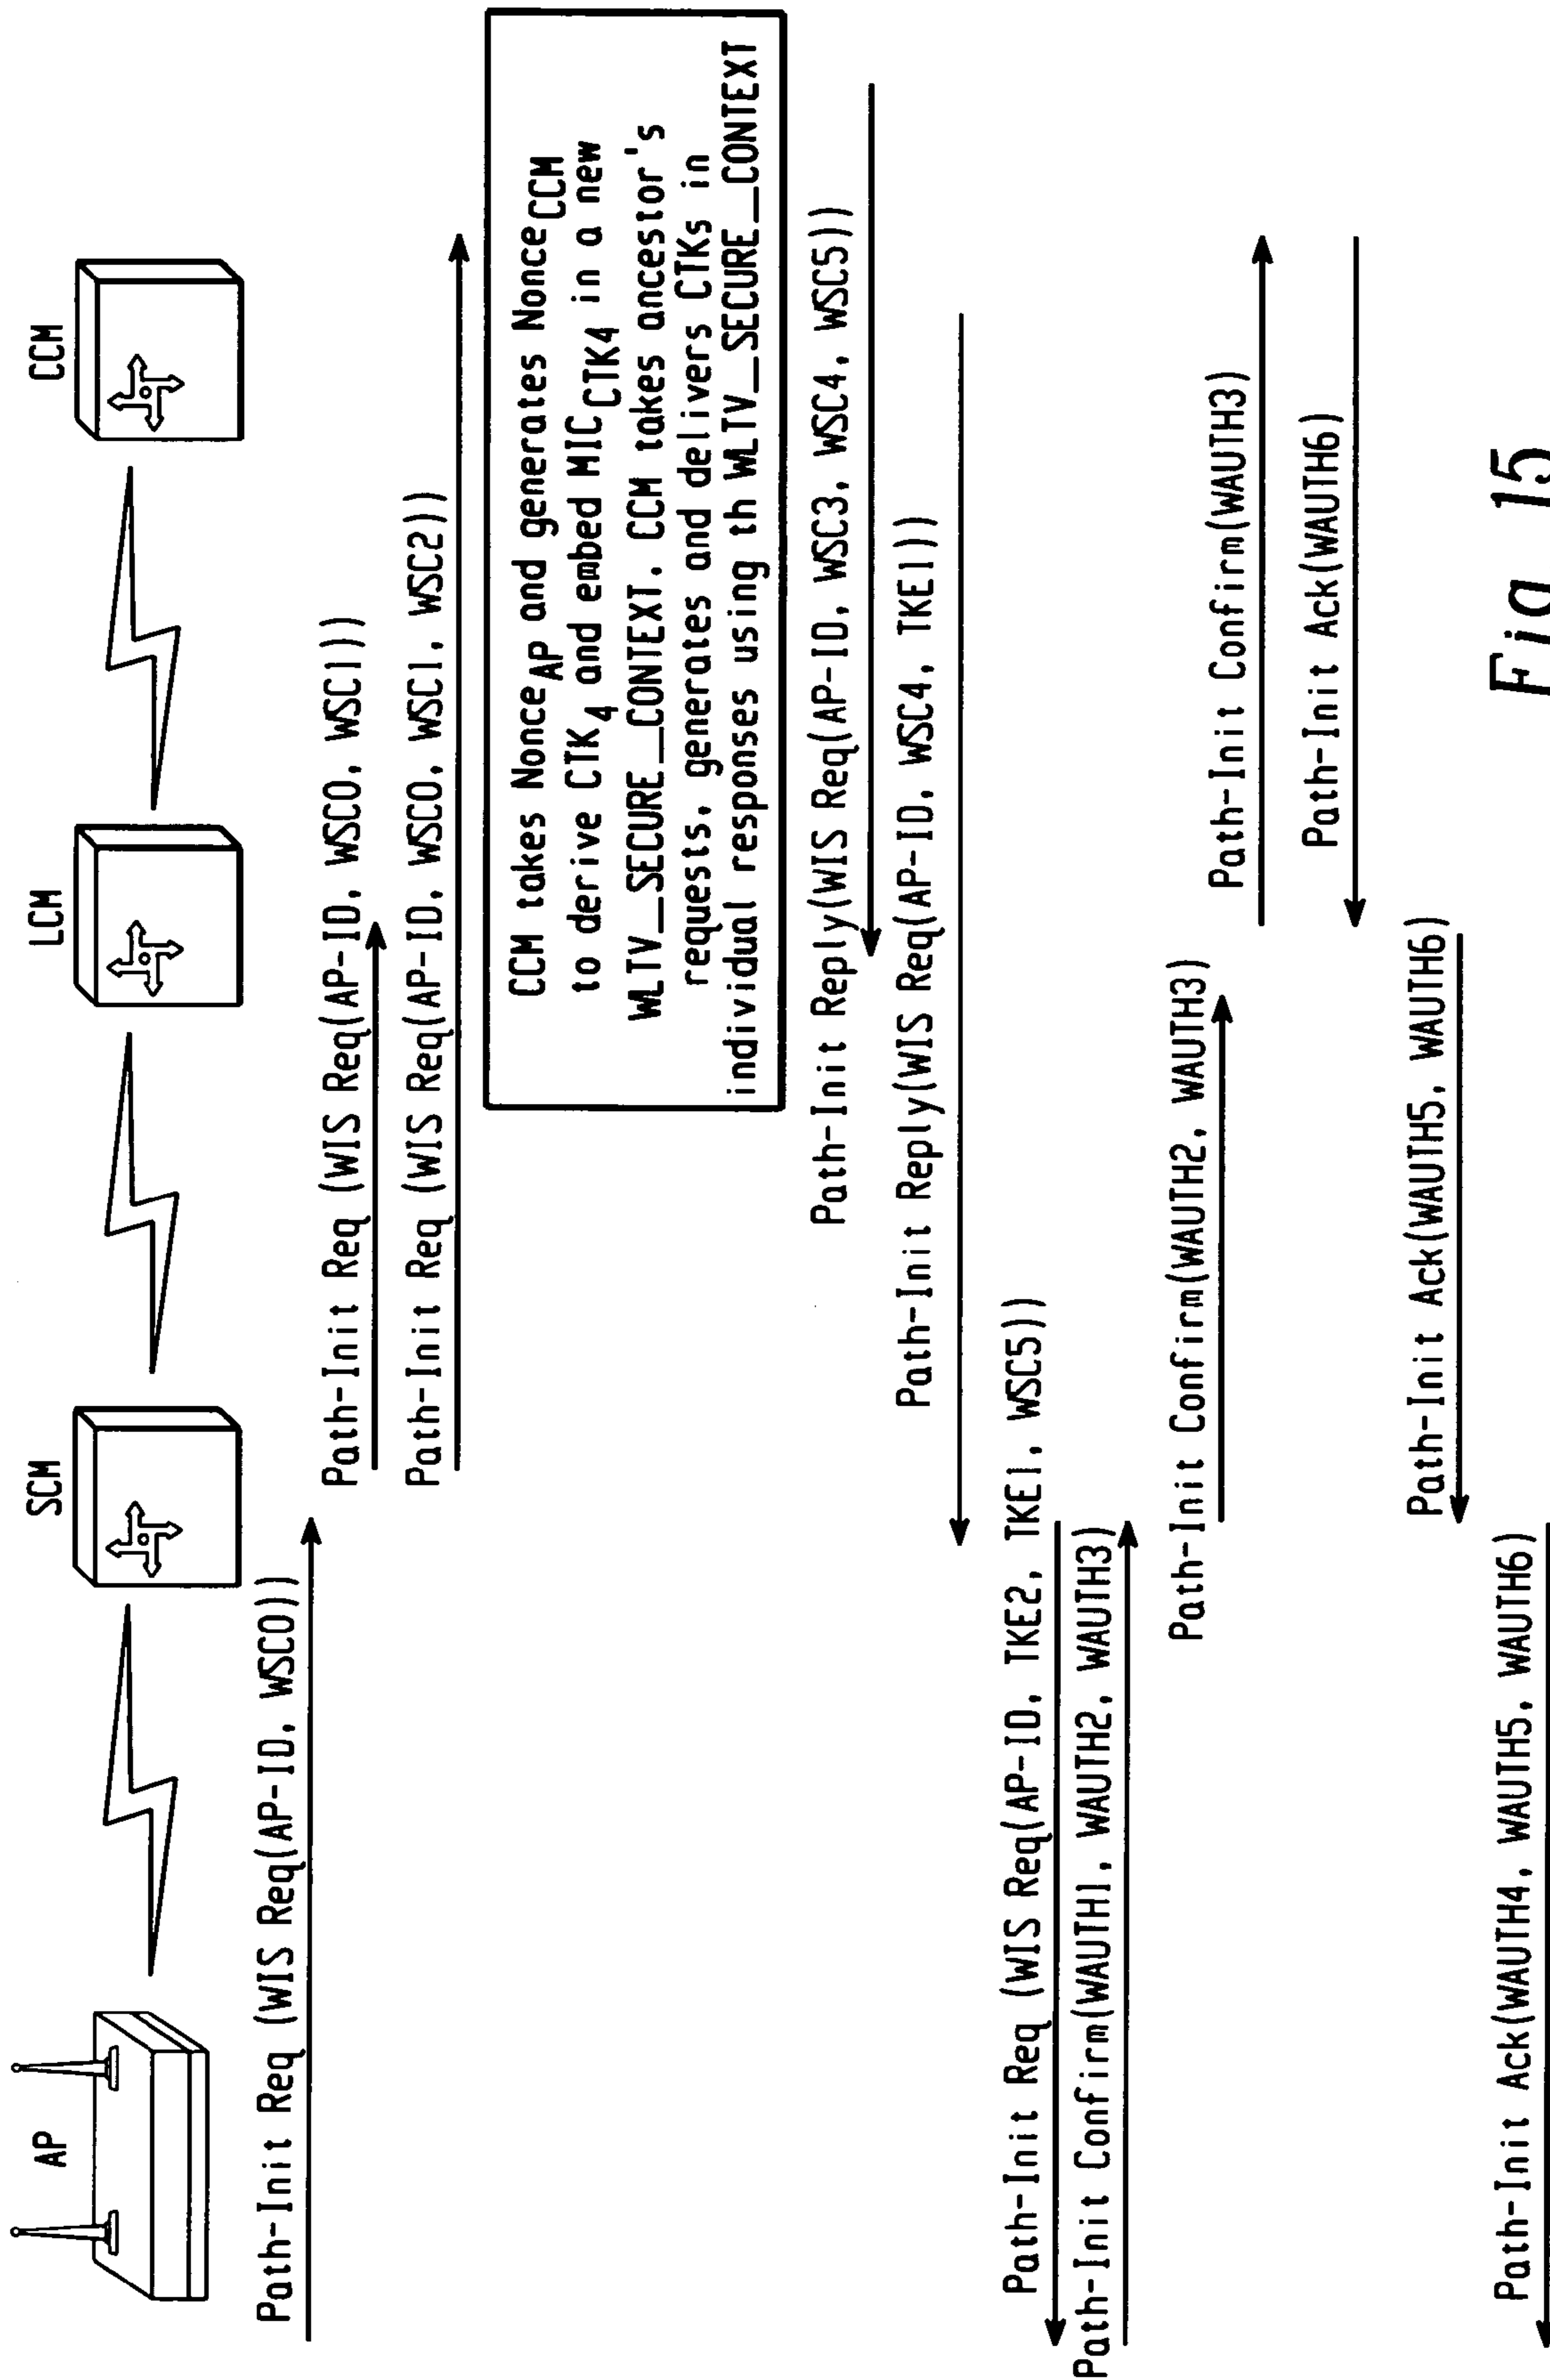 AP
SCM
LCM
CCM
Path-Init Req (WIS Req(AP-ID, WSC0))
Path-Init Req (WIS Req(AP-ID, WSC0, WSC1)))
Path-Init Req (WIS Req(AP-ID, WSC0, WSC1, WSC2))
CCM takes Nonce AP and generates Nonce CCM
to derive CTK4 and embed MIC CTK4 in a new
WLTV_SECURE_CONTEXT. CCM takes ancestor's
requests, generates and delivers CTKs in
individual responses using th WLTV_SECURE_CONTEXT
Path-Init Reply(WIS Req(AP-ID, WSC3, WSC4, WSC5))
Path-Init Reply(WIS Req(AP-ID, WSC4, TKE1))
Path-Init Req (WIS Req(AP-ID, TKE2, TKE1, WSC5))
Path-Init Confirm(WAUTH1, WAUTH2, WAUTH3)
Path-Init Confirm(WAUTH2, WAUTH3)
Path-Init Confirm(WAUTH3)
Path-Init Ack(WAUTH6)
Path-Init Ack(WAUTH5, WAUTH6)
Path-Init Ack(WAUTH4, WAUTH5, WAUTH6)
Fig 15